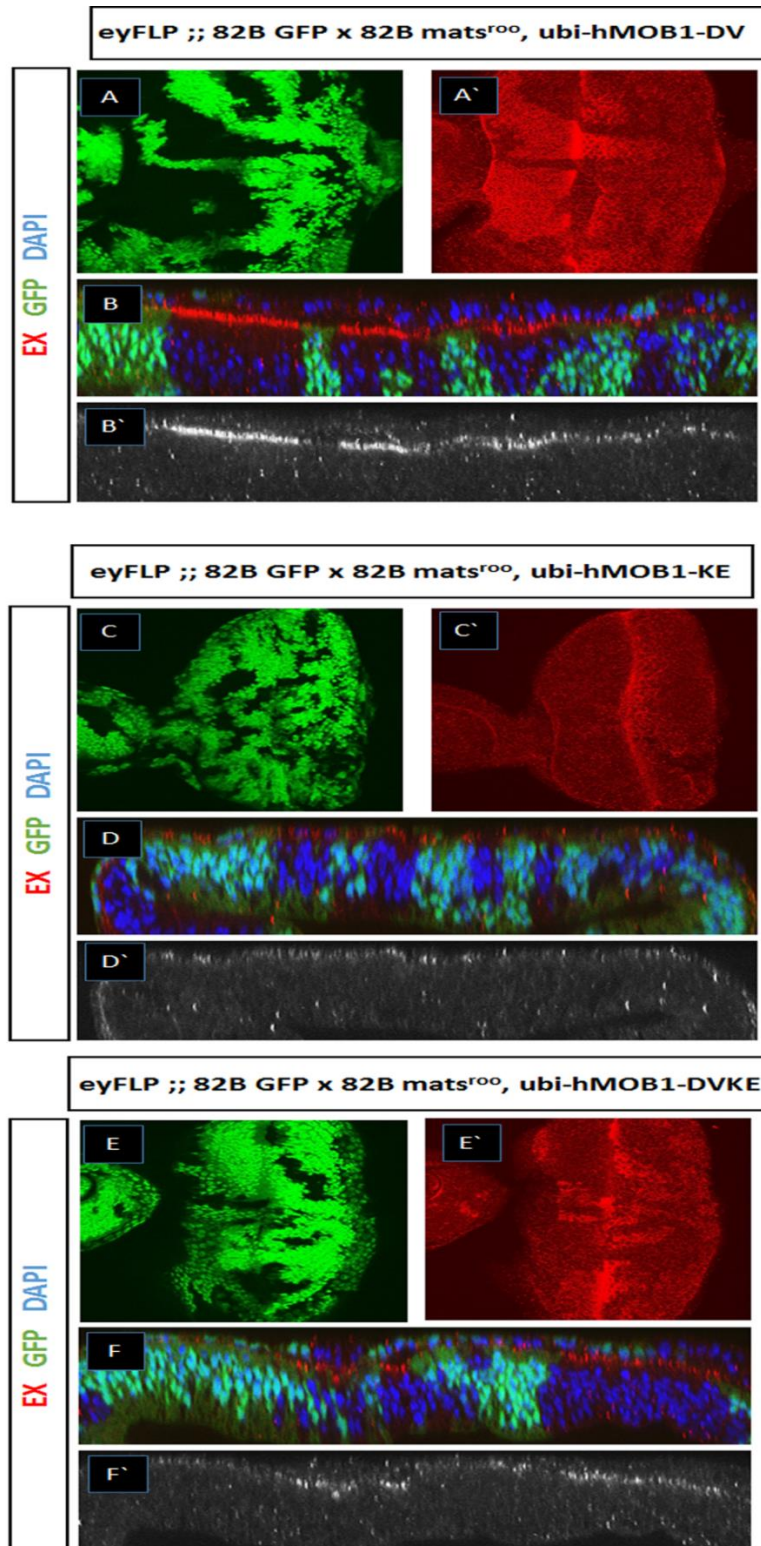 eyFLP ;; 82B GFP x 82B matsʳᵒᵒ, ubi-hMOB1-DV
EX GFP DAPI
A
A`
B
B`
eyFLP ;; 82B GFP x 82B matsʳᵒᵒ, ubi-hMOB1-KE
EX GFP DAPI
C
C`
D
D`
eyFLP ;; 82B GFP x 82B matsʳᵒᵒ, ubi-hMOB1-DVKE
EX GFP DAPI
E
E`
F
F`